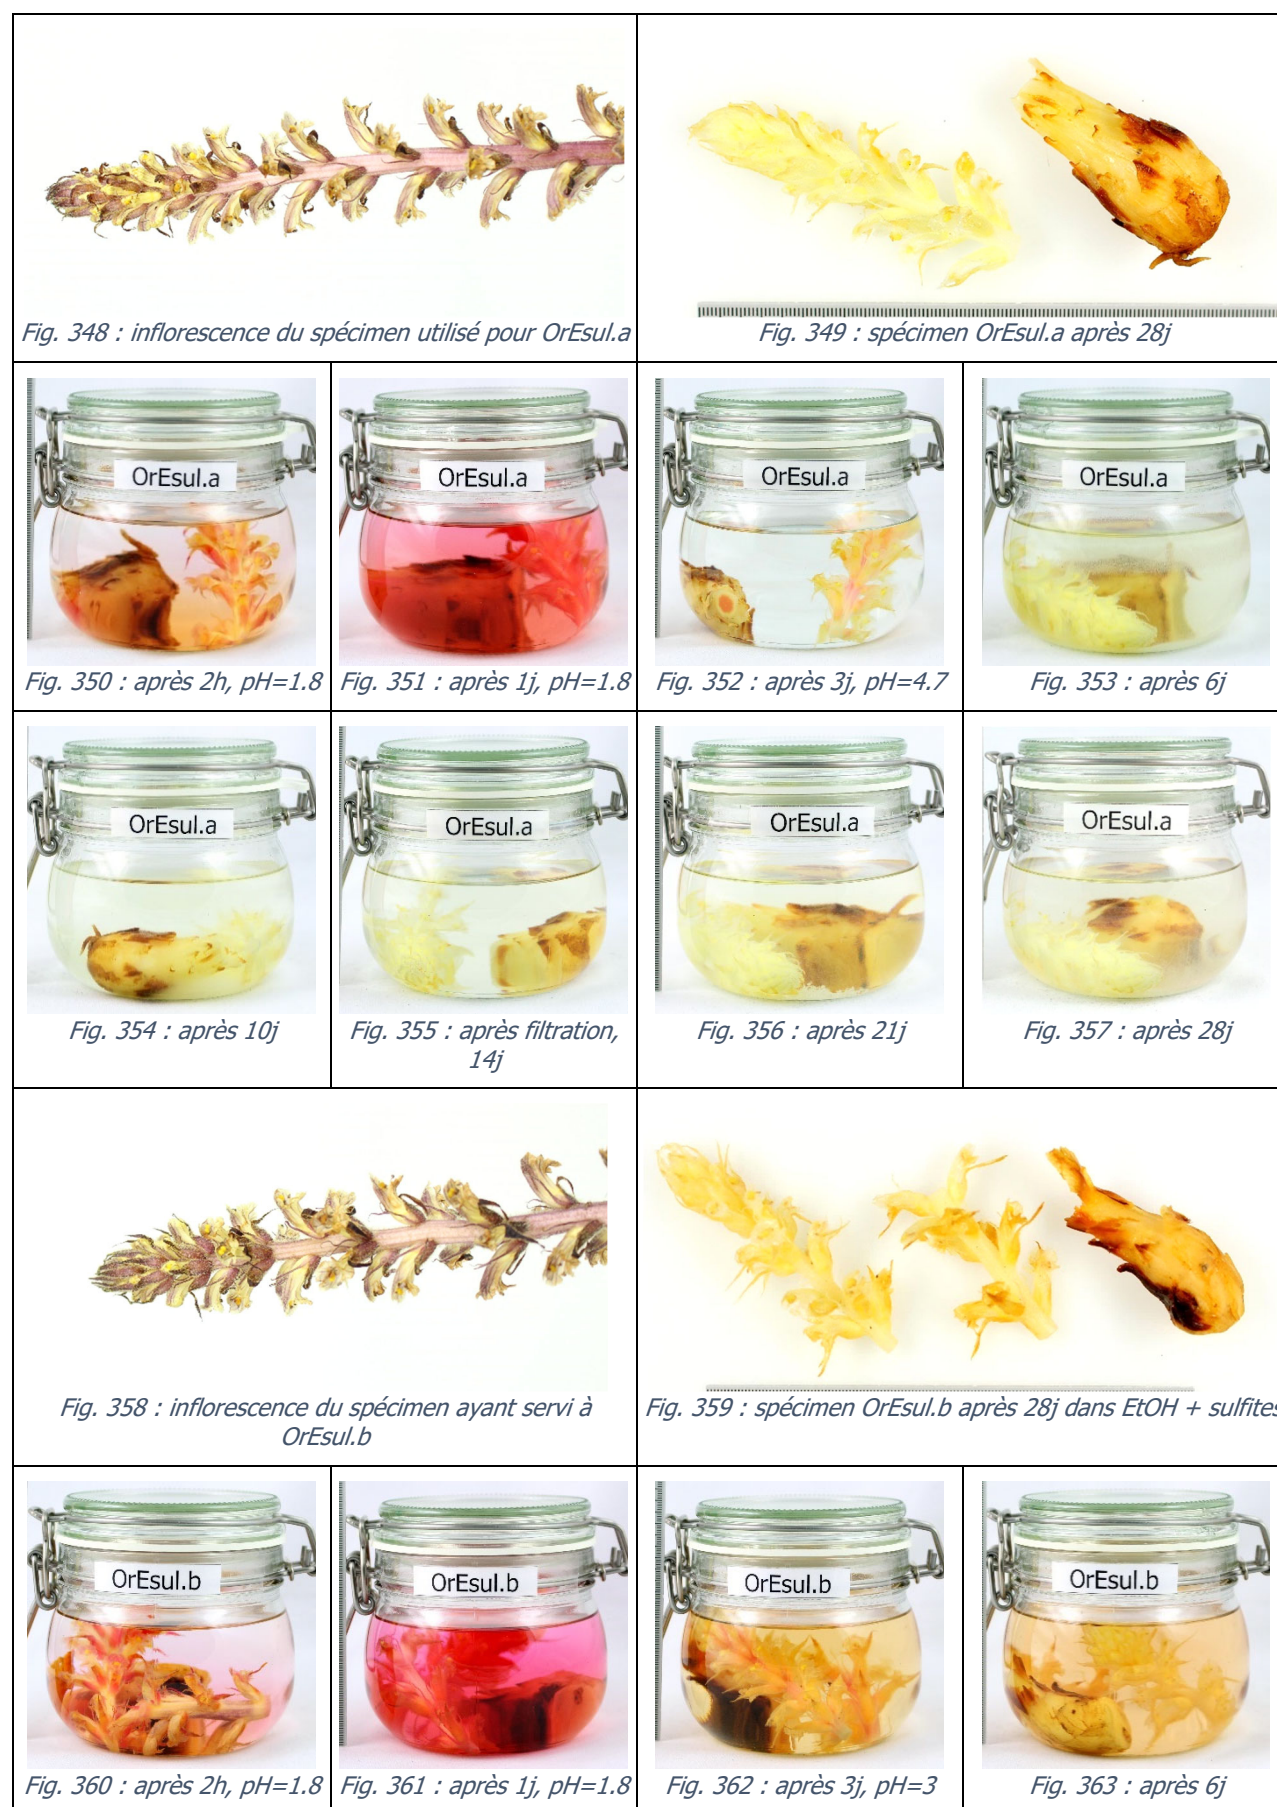 Fig. 348 : inflorescence du spécimen utilisé pour OrEsul.a
Fig. 349 : spécimen OrEsul.a après 28j
OrEsul.a
OrEsul.a
OrEsul.a
OrEsul.a
Fig. 350 : après 2h, pH=1.8
Fig. 351 : après 1j, pH=1.8
Fig. 352 : après 3j, pH=4.7
Fig. 353 : après 6j
OrEsul.a
OrEsul.a
OrEsul.a
OrEsul.a
Fig. 354 : après 10j
Fig. 355 : après filtration,
14j
Fig. 356 : après 21j
Fig. 357 : après 28j
Fig. 358 : inflorescence du spécimen ayant servi à
OrEsul.b
Fig. 359 : spécimen OrEsul.b après 28j dans EtOH + sulfites
OrEsul.b
OrEsul.b
OrEsul.b
OrEsul.b
Fig. 360 : après 2h, pH=1.8
Fig. 361 : après 1j, pH=1.8
Fig. 362 : après 3j, pH=3
Fig. 363 : après 6j